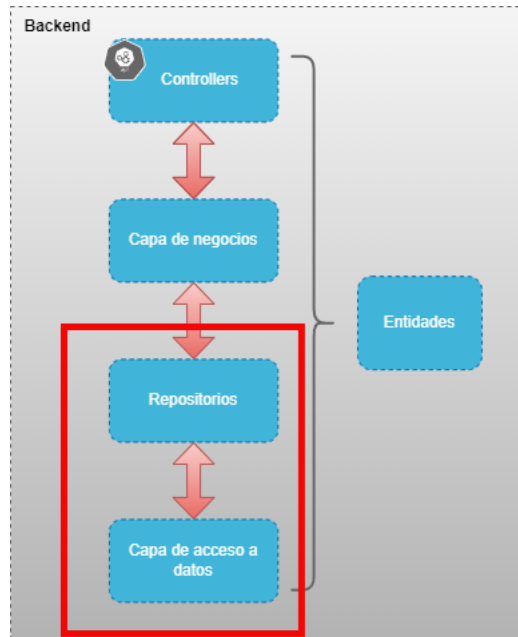 Backend
Controllers
Capa de negocios
Entidades
Repositorios
Capa de acceso a
datos